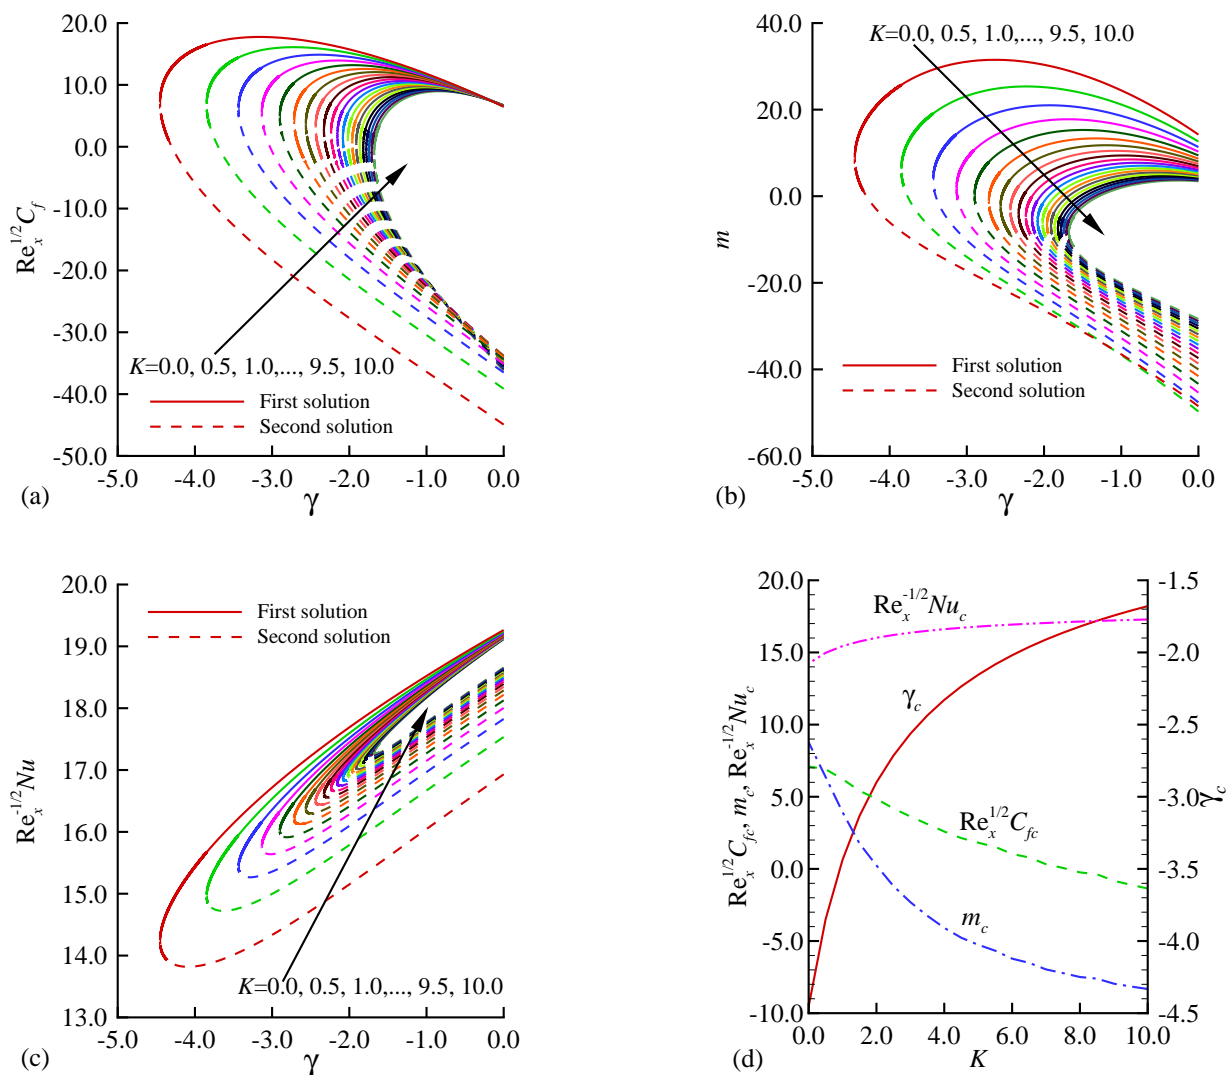 20.0
10.0
0.0
-10.0
-20.0
-30.0
-40.0
-50.0
Re_x^{1/2}C_f
K=0.0, 0.5, 1.0,..., 9.5, 10.0
First solution
Second solution
-5.0 -4.0 -3.0 -2.0 -1.0 0.0
γ
(a)
40.0
20.0
0.0
-20.0
-40.0
-60.0
m
K=0.0, 0.5, 1.0,..., 9.5, 10.0
First solution
Second solution
-5.0 -4.0 -3.0 -2.0 -1.0 0.0
γ
(b)
20.0
19.0
18.0
17.0
16.0
15.0
14.0
13.0
Re_x^{-1/2}Nu
First solution
Second solution
K=0.0, 0.5, 1.0,..., 9.5, 10.0
-5.0 -4.0 -3.0 -2.0 -1.0 0.0
γ
(c)
20.0
15.0
10.0
5.0
0.0
-5.0
-10.0
Re_x^{1/2}C_{fc}, m_c, Re_x^{-1/2}Nu_c
Re_x^{-1/2}Nu_c
γ_c
Re_x^{1/2}C_{fc}
m_c
-1.5
-2.0
-2.5
-3.0
-3.5
-4.0
-4.5
γ_c
0.0 2.0 4.0 6.0 8.0 10.0
K
(d)